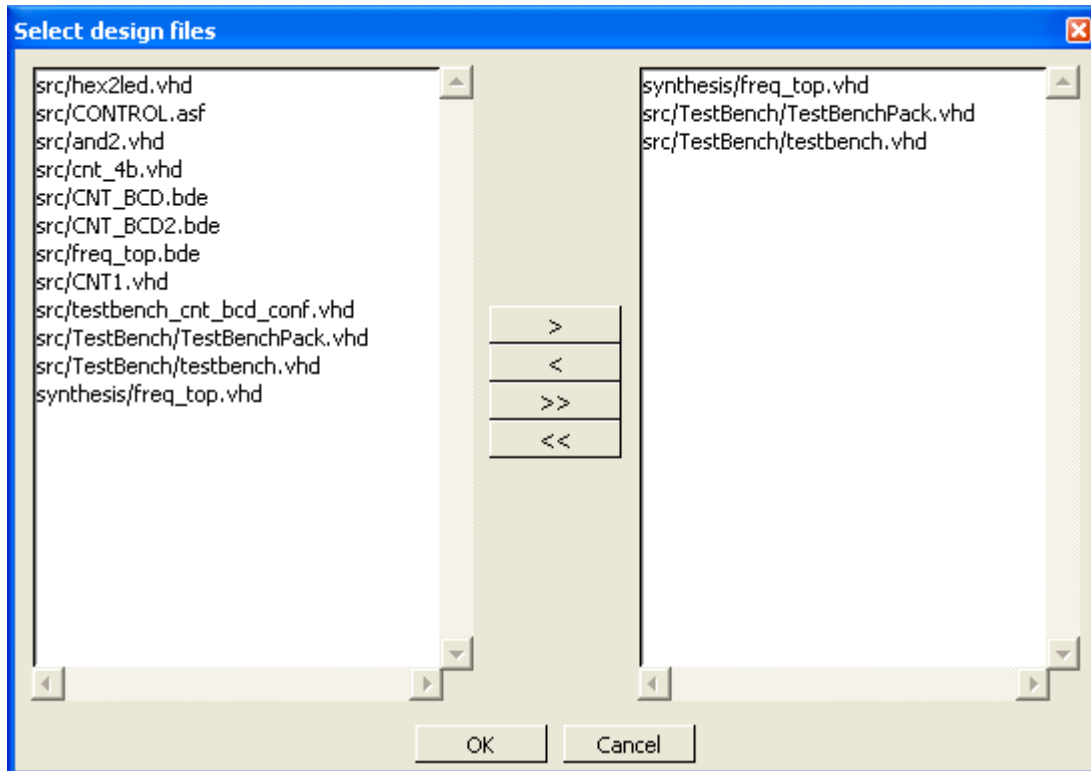 Select design files
src/hex2led.vhd
src/CONTROL.asf
src/and2.vhd
src/cnt_4b.vhd
src/CNT_BCD.bde
src/CNT_BCD2.bde
src/freq_top.bde
src/CNT1.vhd
src/testbench_cnt_bcd_conf.vhd
src/TestBench/TestBenchPack.vhd
src/TestBench/testbench.vhd
synthesis/freq_top.vhd
>
<
>>
<<
synthesis/freq_top.vhd
src/TestBench/TestBenchPack.vhd
src/TestBench/testbench.vhd
OK
Cancel